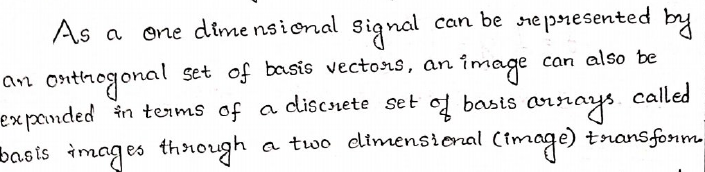 As a one dimensional signal can be represented by
an orthogonal set of basis vectors, an image can also be
expanded in terms of a discrete set of basis arrays called
basis images through a two dimensional (image) transform